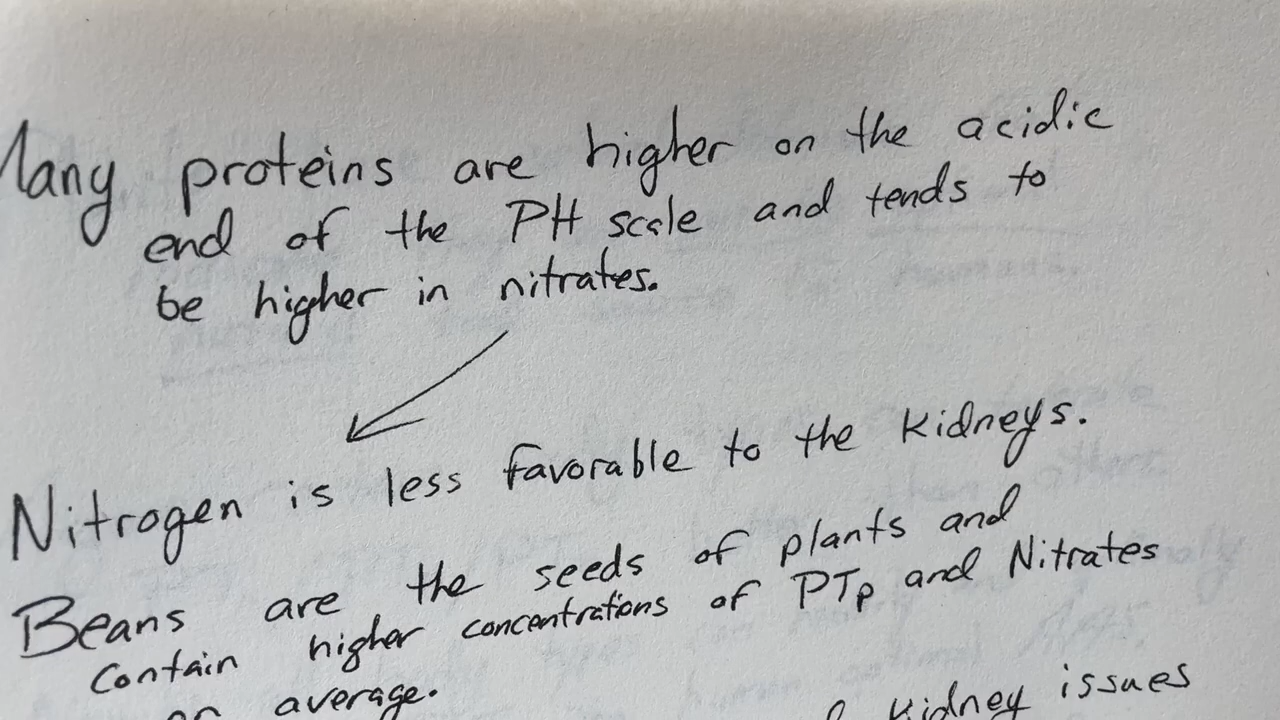 Many proteins are higher on the acidic
end of the PH scale and tends to
be higher in nitrates.
Nitrogen is less favorable to the kidneys.
Beans are the seeds of plants and
contain higher concentrations of PTp and Nitrates
on average.
kidney issues